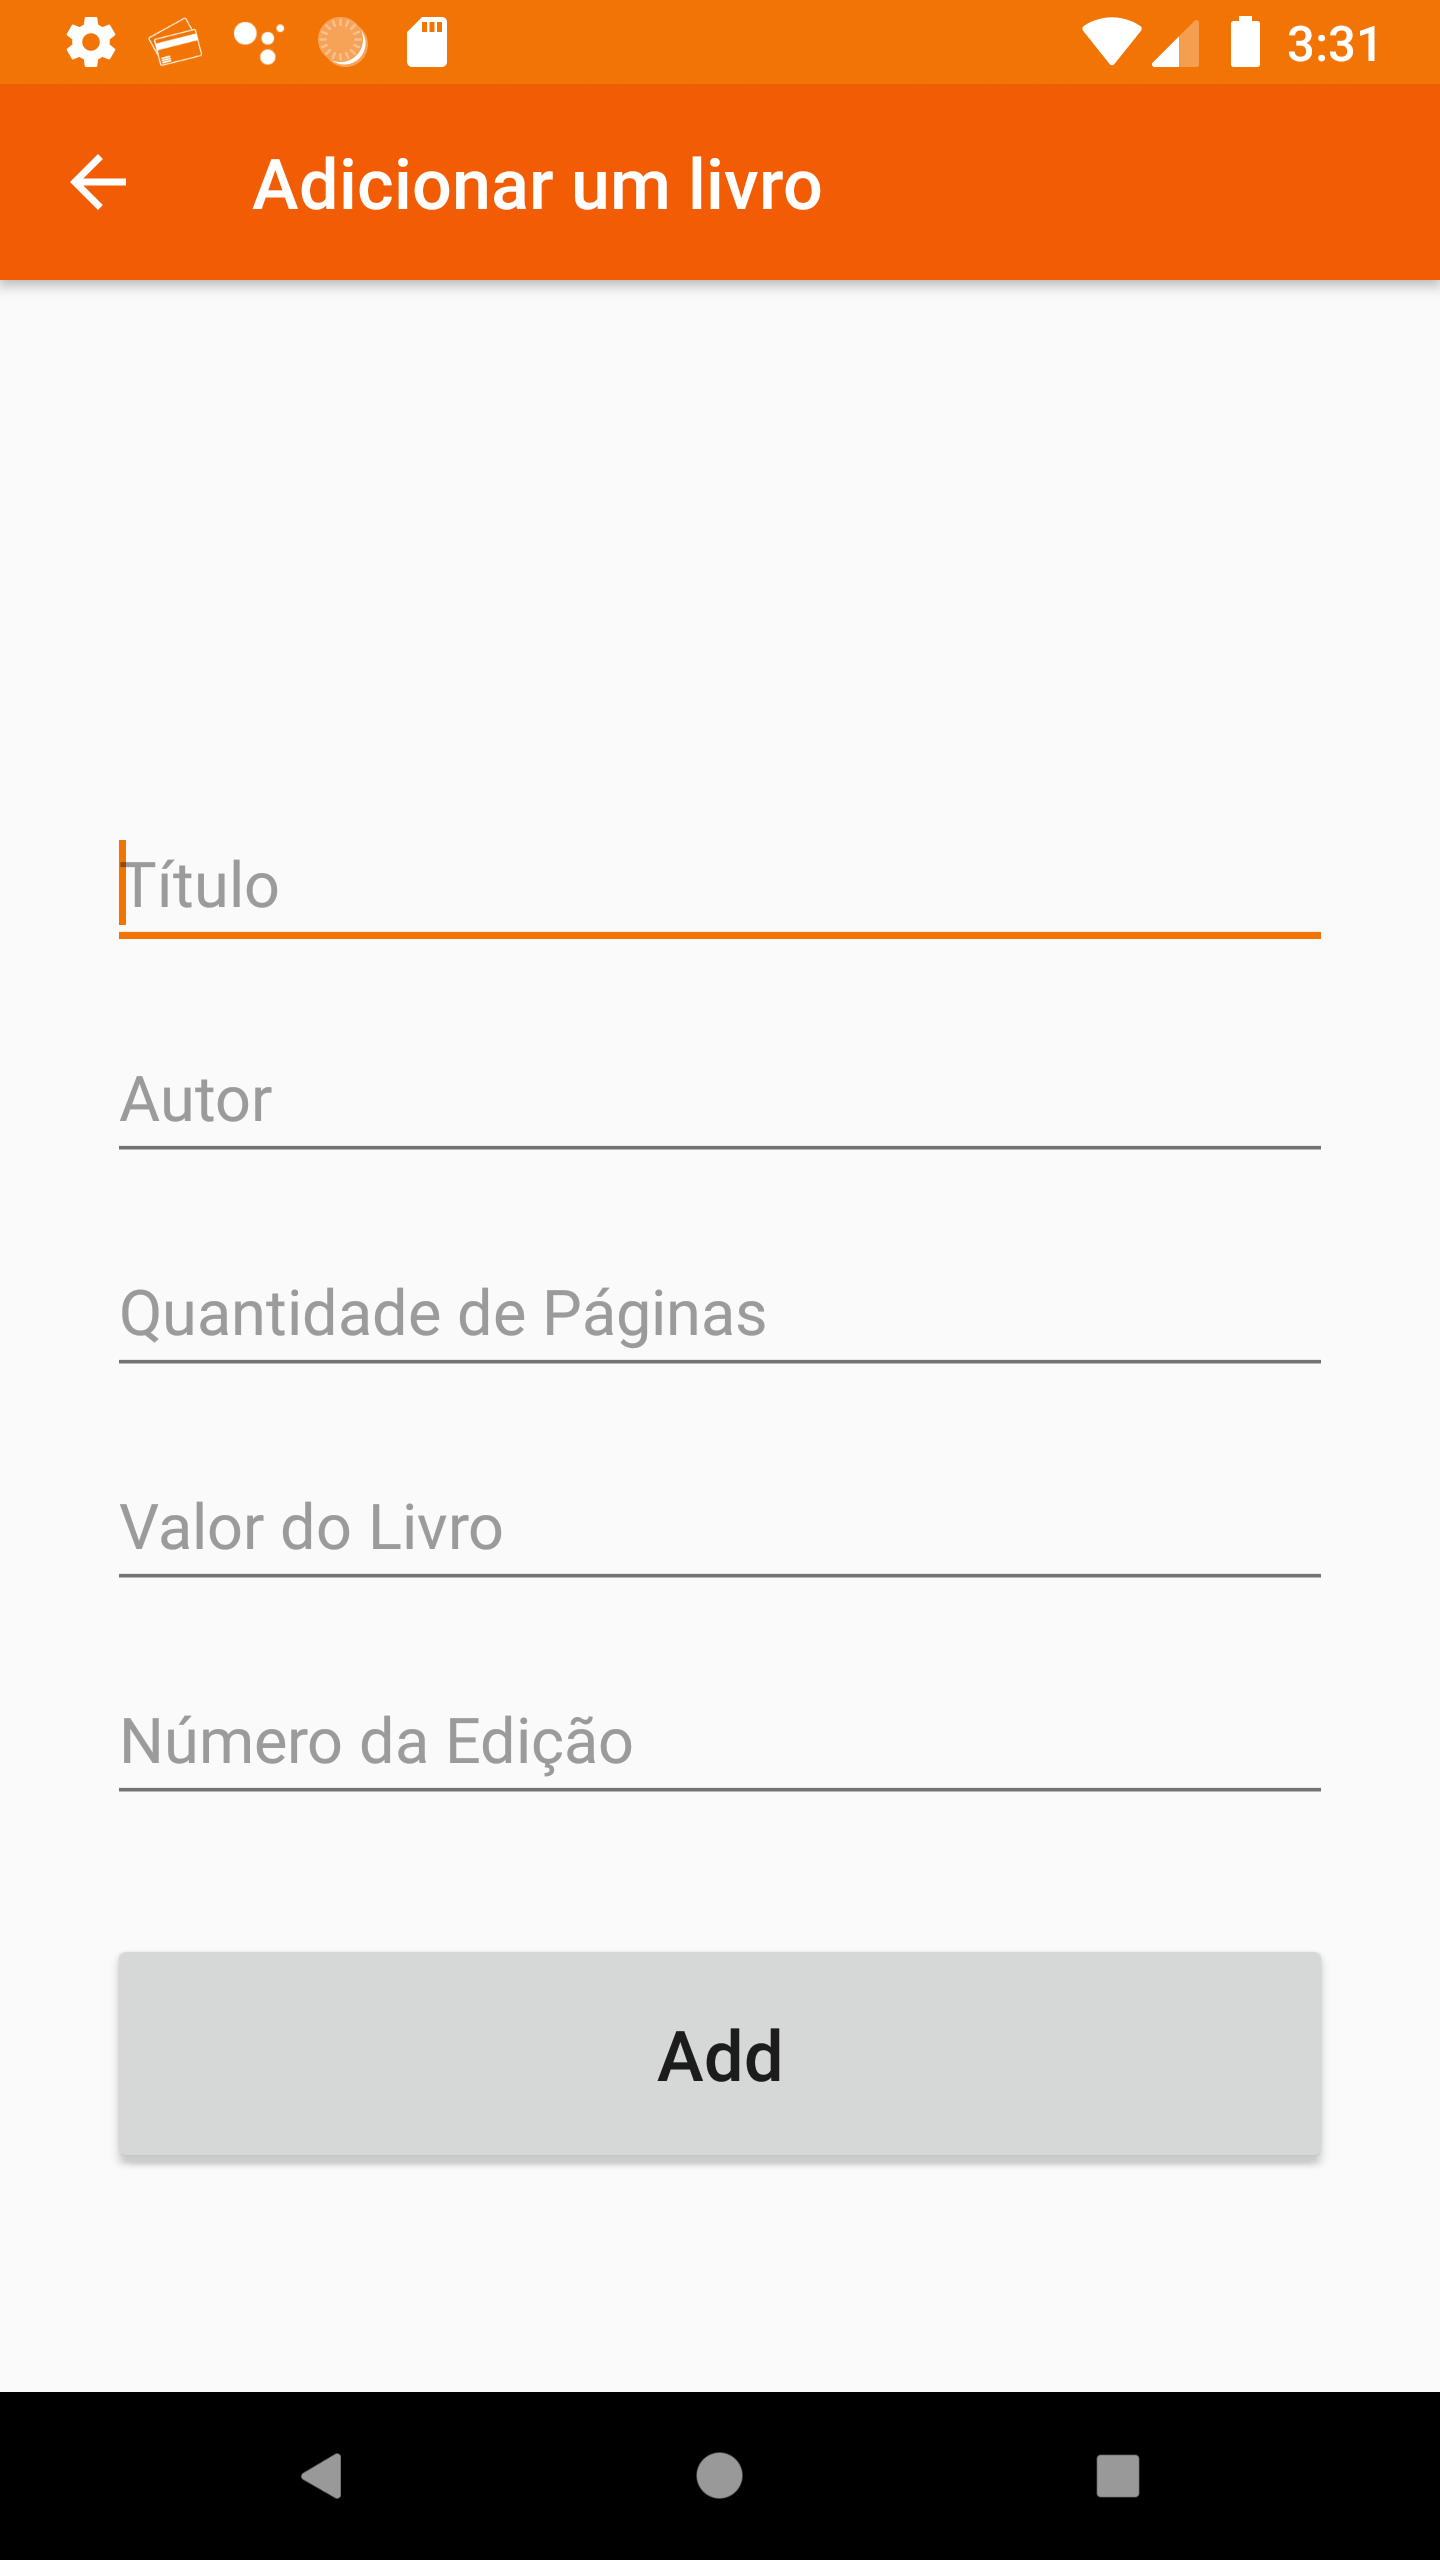 3:31
Adicionar um livro
Título
Autor
Quantidade de Páginas
Valor do Livro
Número da Edição
Add